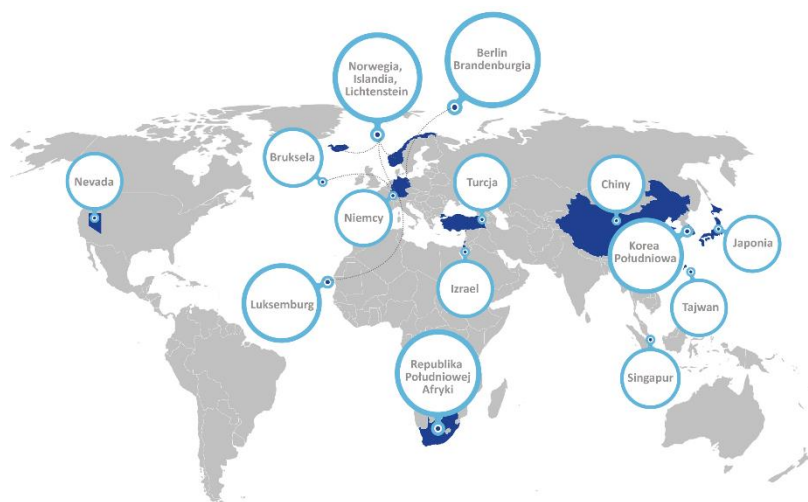 Berlin
Brandenburgia
Norwegia,
Islandia,
Lichtenstein
Bruksela
Nevada
Niemcy
Turcja
Chiny
Korea
Południowa
Japonia
Luksemburg
Izrael
Tajwan
Republika
Południowej
Afryki
Singapur